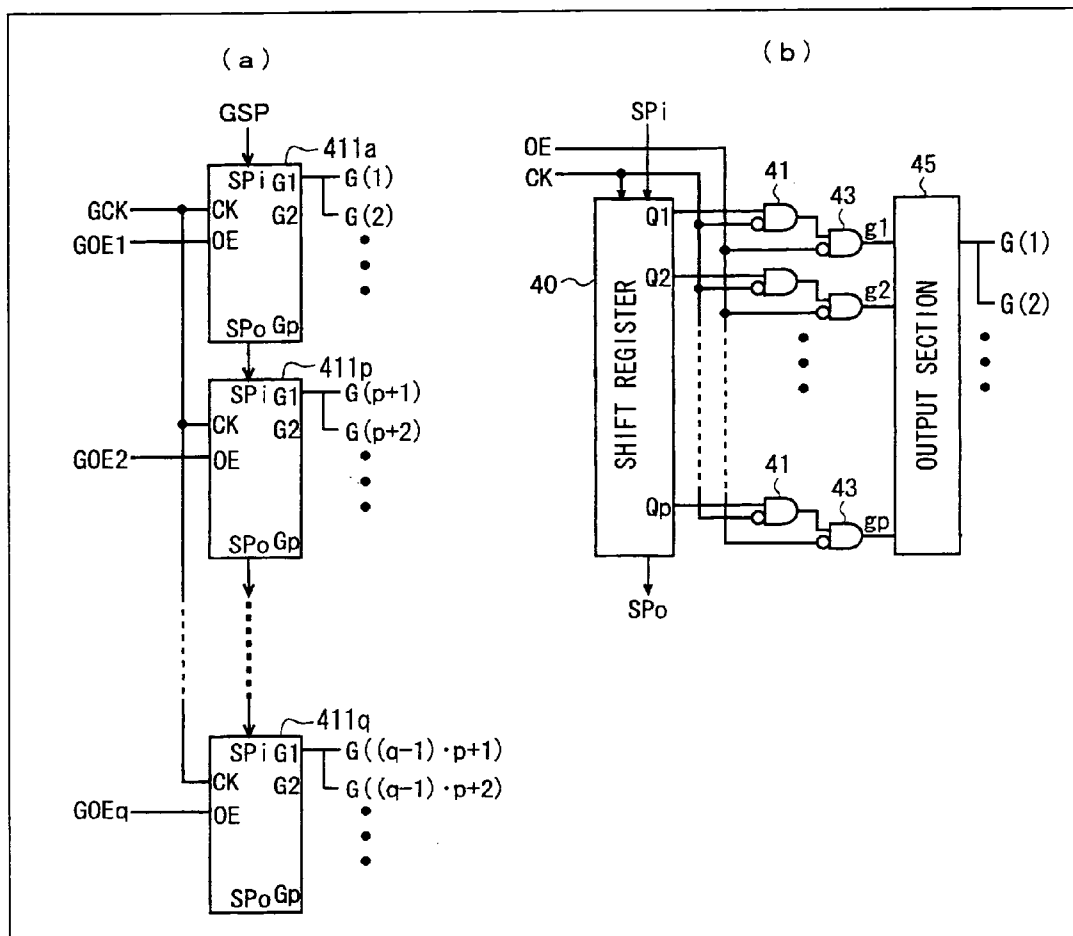 (a)
GSP
411a
SPi G1
G(1)
GCK
CK
G2
G(2)
GOE1
OE
SPo Gp
411p
SPi G1
G(p+1)
CK
G2
G(p+2)
GOE2
OE
SPo Gp
411q
SPi G1
G((q-1)·p+1)
CK
G2
G((q-1)·p+2)
GOEq
OE
SPo Gp
(b)
SPi
OE
CK
41
43
45
Q1
g1
G(1)
40
Q2
g2
G(2)
SHIFT REGISTER
OUTPUT SECTION
41
43
Qp
gp
SPo